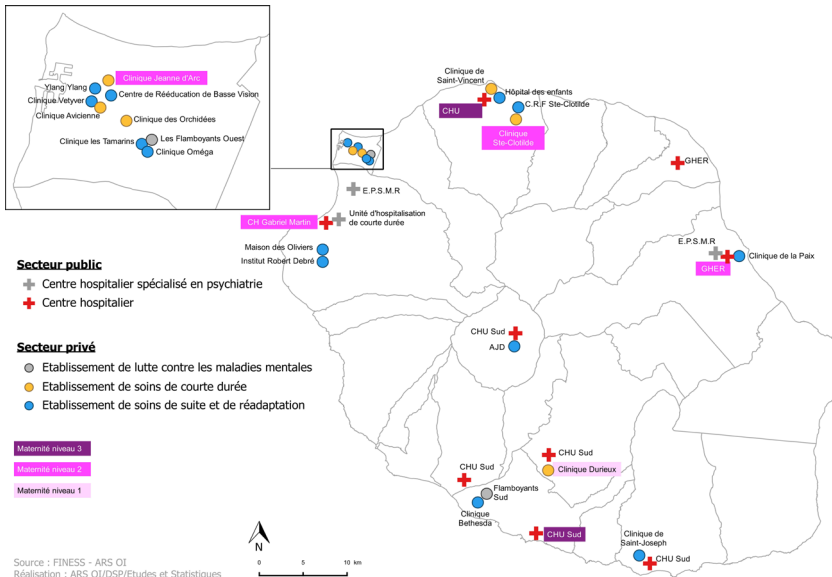 Clinique Jeanne d'Arc
Ylang Ylang
Centre de Rééducation de Basse Vision
Clinique Vetyver
Clinique Avicienne
Clinique des Orchidées
Les Flamboyants Ouest
Clinique les Tamarins
Clinique Oméga
Clinique de
Saint-Vincent
Hôpital des enfants
C.R.F Ste-Clotilde
CHU
Clinique
Ste-Clotilde
GHER
E.P.S.M.R
CH Gabriel Martin
Unité d'hospitalisation
de courte durée
Maison des Oliviers
Institut Robert Debré
E.P.S.M.R
Clinique de la Paix
GHER
Secteur public
Centre hospitalier spécialisé en psychiatrie
Centre hospitalier
CHU Sud
AJD
Secteur privé
Etablissement de lutte contre les maladies mentales
Etablissement de soins de courte durée
Etablissement de soins de suite et de réadaptation
Maternité niveau 3
Maternité niveau 2
Maternité niveau 1
CHU Sud
Clinique Durieux
CHU Sud
Flamboyants
Sud
Clinique
Bethesda
CHU Sud
Clinique de
Saint-Joseph
CHU Sud
N
0 5 10 km
Source : FINESS - ARS OI
Réalisation : ARS OI/DSP/Etudes et Statistiques